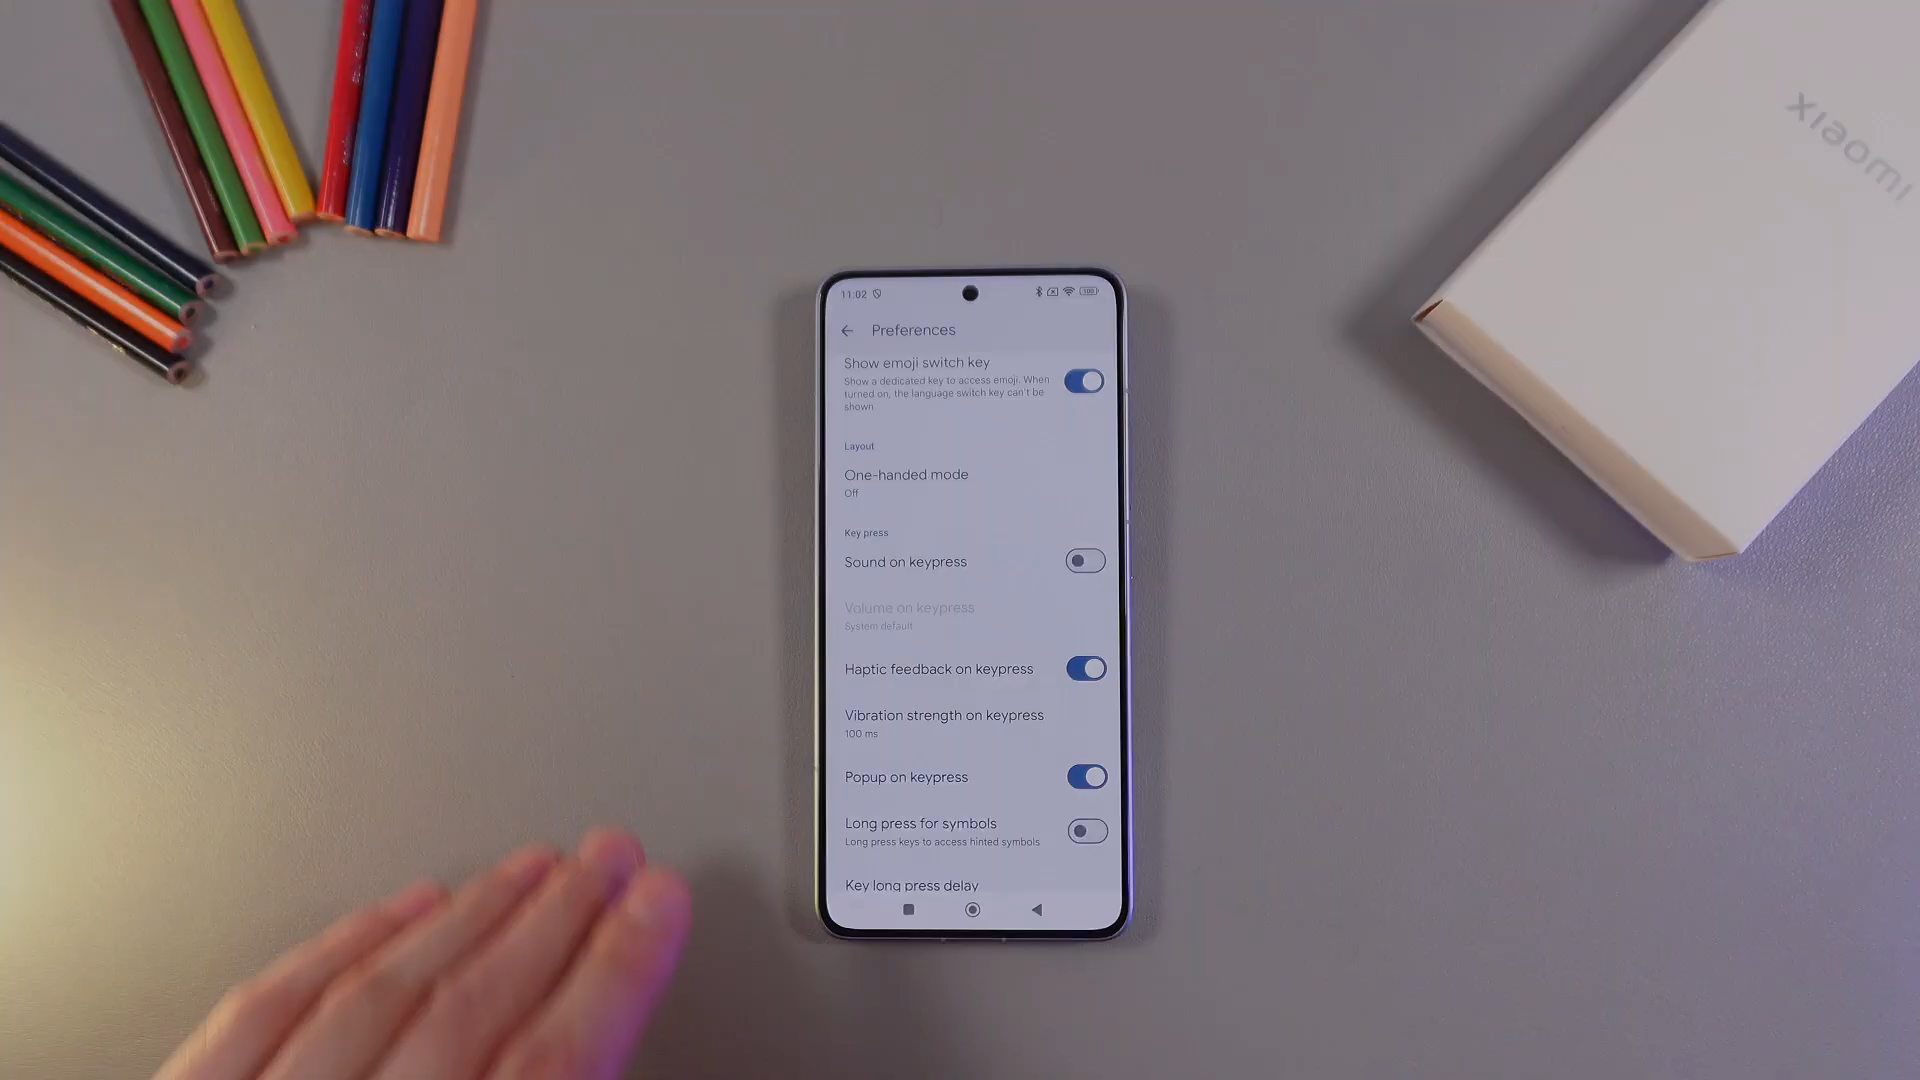 xiaomi
11:02
100
Preferences
Show emoji switch key
Show a dedicated key to access emoji. When
turned on, the language switch key can't be
shown
Layout
One-handed mode
Off
Key press
Sound on keypress
Volume on keypress
System default
Haptic feedback on keypress
Vibration strength on keypress
100 ms
Popup on keypress
Long press for symbols
Long press keys to access hinted symbols
Key long press delay